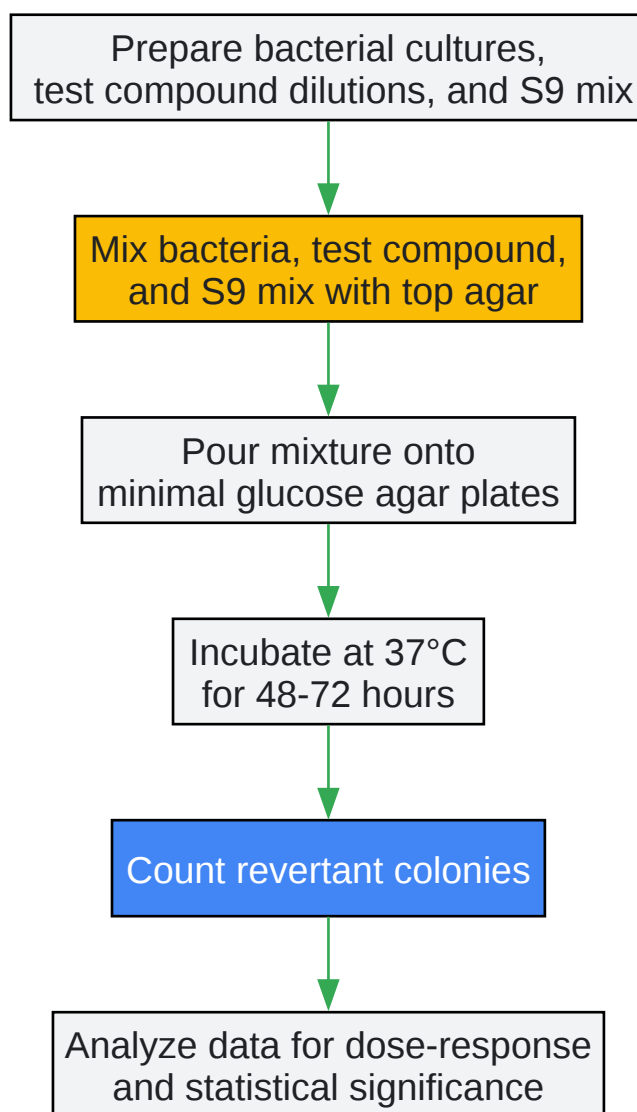 Prepare bacterial cultures,
test compound dilutions, and S9 mix
Mix bacteria, test compound,
and S9 mix with top agar
Pour mixture onto
minimal glucose agar plates
Incubate at 37°C
for 48-72 hours
Count revertant colonies
Analyze data for dose-response
and statistical significance